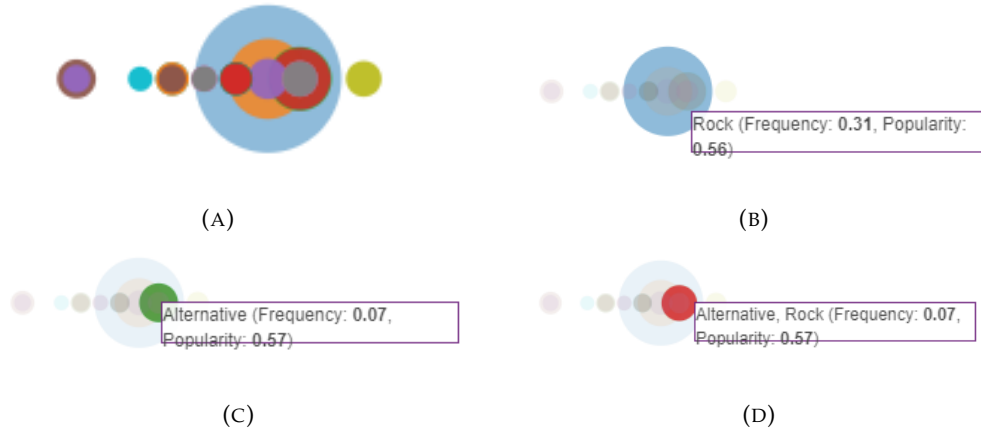 (A)
Rock (Frequency: 0.31, Popularity:
0.56)
(B)
Alternative (Frequency: 0.07,
Popularity: 0.57)
(C)
Alternative, Rock (Frequency: 0.07,
Popularity: 0.57)
(D)